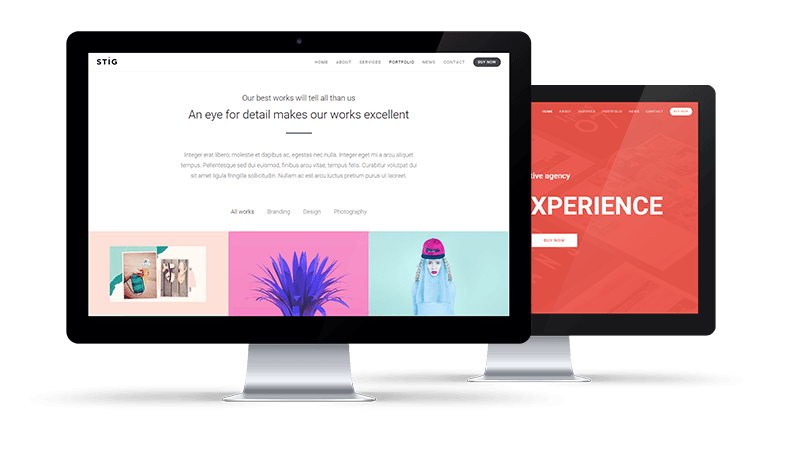 STiG
HOME ABOUT SERVICES PORTFOLIO NEWS CONTACT BUY NOW
Our best works will tell all than us
An eye for detail makes our works excellent
Integer erat libero, molestie et dapibus ac, egestas nec nulla. Integer eget mi a arcu aliquet
tempus. Pellentesque sed dui euismod, finibus arcu vitae, tempus felis. Curabitur volutpat dui
sit amet ligula fringilla sollicitudin. Nullam ac est arcu luctus pretium purus ut laoreet.
All works Branding Design Photography
HOME ABOUT SERVICES PORTFOLIO NEWS CONTACT BUY NOW
tive agency
XPERIENCE
BUY NOW